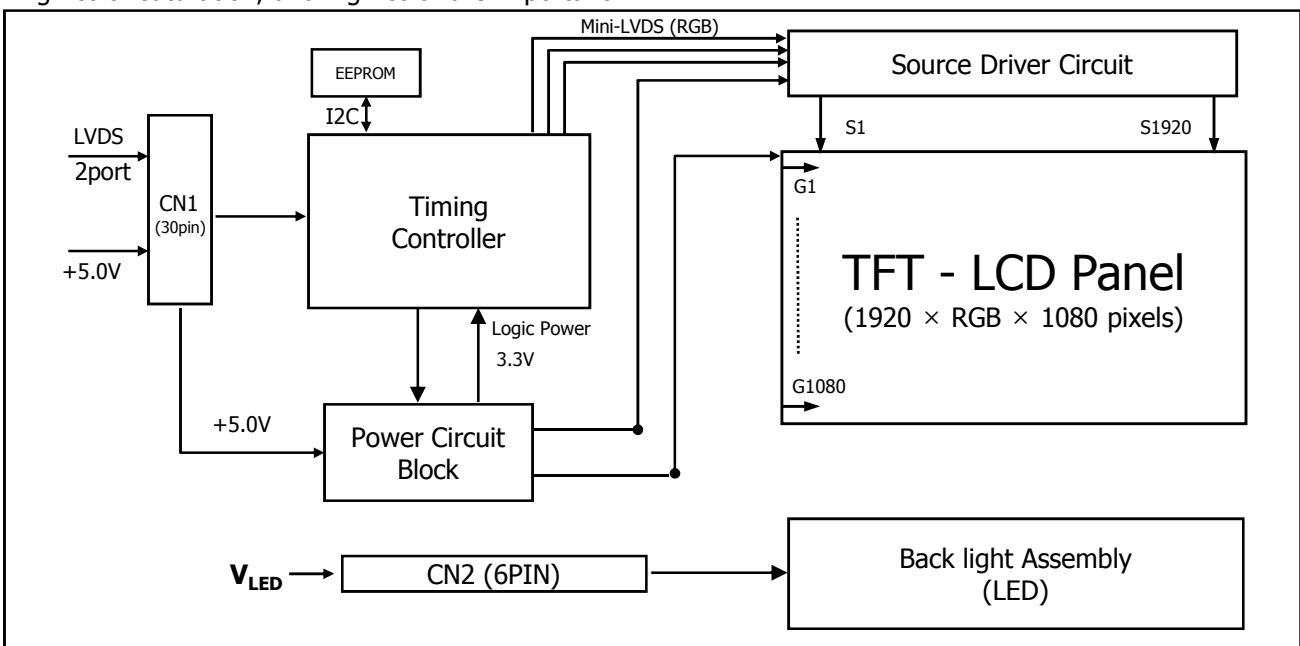 Mini-LVDS (RGB)
EEPROM
I2C
Source Driver Circuit
S1
S1920
LVDS
2port
CN1
(30pin)
+5.0V
Timing
Controller
G1
TFT - LCD Panel
(1920 × RGB × 1080 pixels)
G1080
Logic Power
3.3V
+5.0V
Power Circuit
Block
V_LED
CN2 (6PIN)
Back light Assembly
(LED)